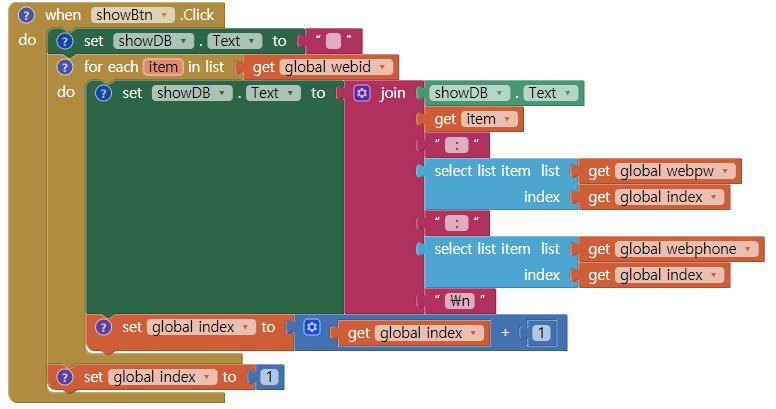 ? when showBtn .Click
do ? set showDB . Text to " "
? for each item in list get global webid
do ? set showDB . Text to join showDB . Text
get item
" : "
select list item list get global webpw
index get global index
" : "
select list item list get global webphone
index get global index
" ₩n "
? set global index to get global index + 1
? set global index to 1